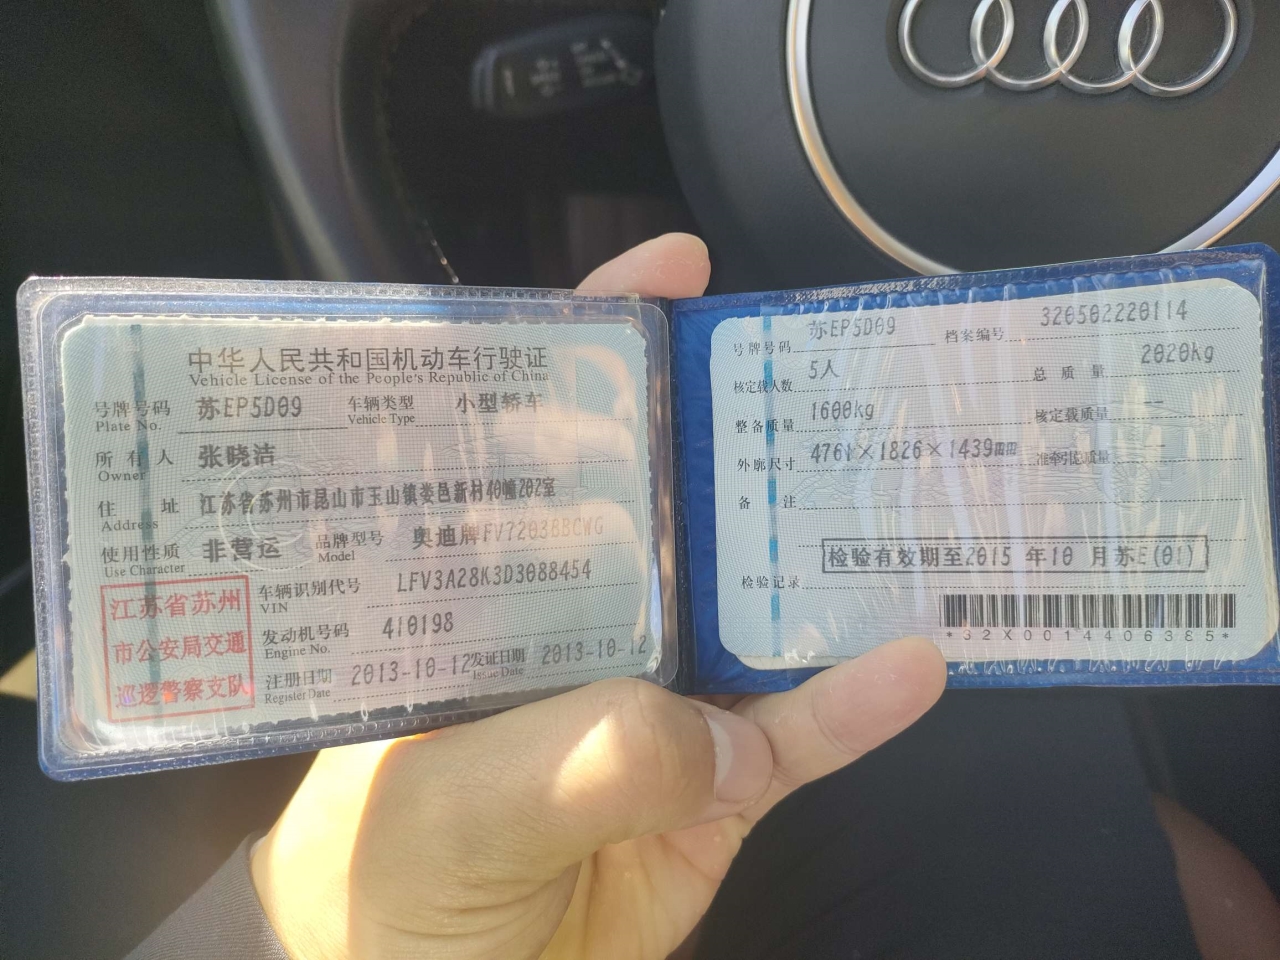 中华人民共和国机动车行驶证
Vehicle License of the People's Republic of China
号牌号码 苏EP5D09 车辆类型 小型轿车
Plate No. Vehicle Type
所有人 张晓洁
Owner
住址 江苏省苏州市昆山市玉山镇娄邑新村40幢202室
Address
使用性质 非营运 品牌型号 奥迪牌FV7203BBCWG
Use Character Model
车辆识别代号 LFV3A28K3D3088454
VIN
发动机号码 410198
Engine No.
注册日期 2013-10-12 发证日期 2013-10-12
Register Date Issue Date
江苏省苏州
市公安局交通
巡逻警察支队
号牌号码 苏EP5D09 档案编号 320502220114
核定载人数 5人 总质量 2020kg
整备质量 1600kg 核定载质量 --
外廓尺寸 4761×1826×1439mm 准牵引总质量 --
备注
检验有效期至2015年10月苏E(01)
检验记录
*32X0014406385*